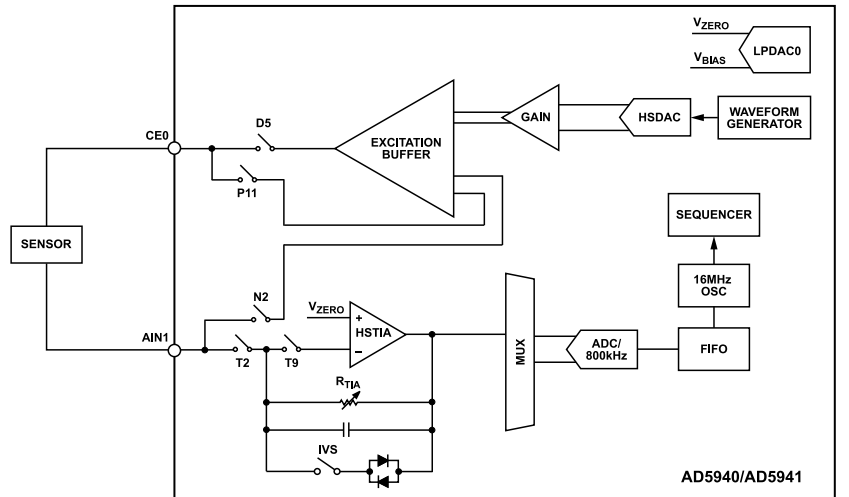 VZERO
LPDAC0
VBIAS
CE0
D5
EXCITATION
BUFFER
GAIN
HSDAC
WAVEFORM
GENERATOR
P11
SENSOR
SEQUENCER
16MHz
OSC
N2
VZERO
+
HSTIA
–
AIN1
T2
T9
MUX
ADC/
800kHz
FIFO
RTIA
IVS
AD5940/AD5941